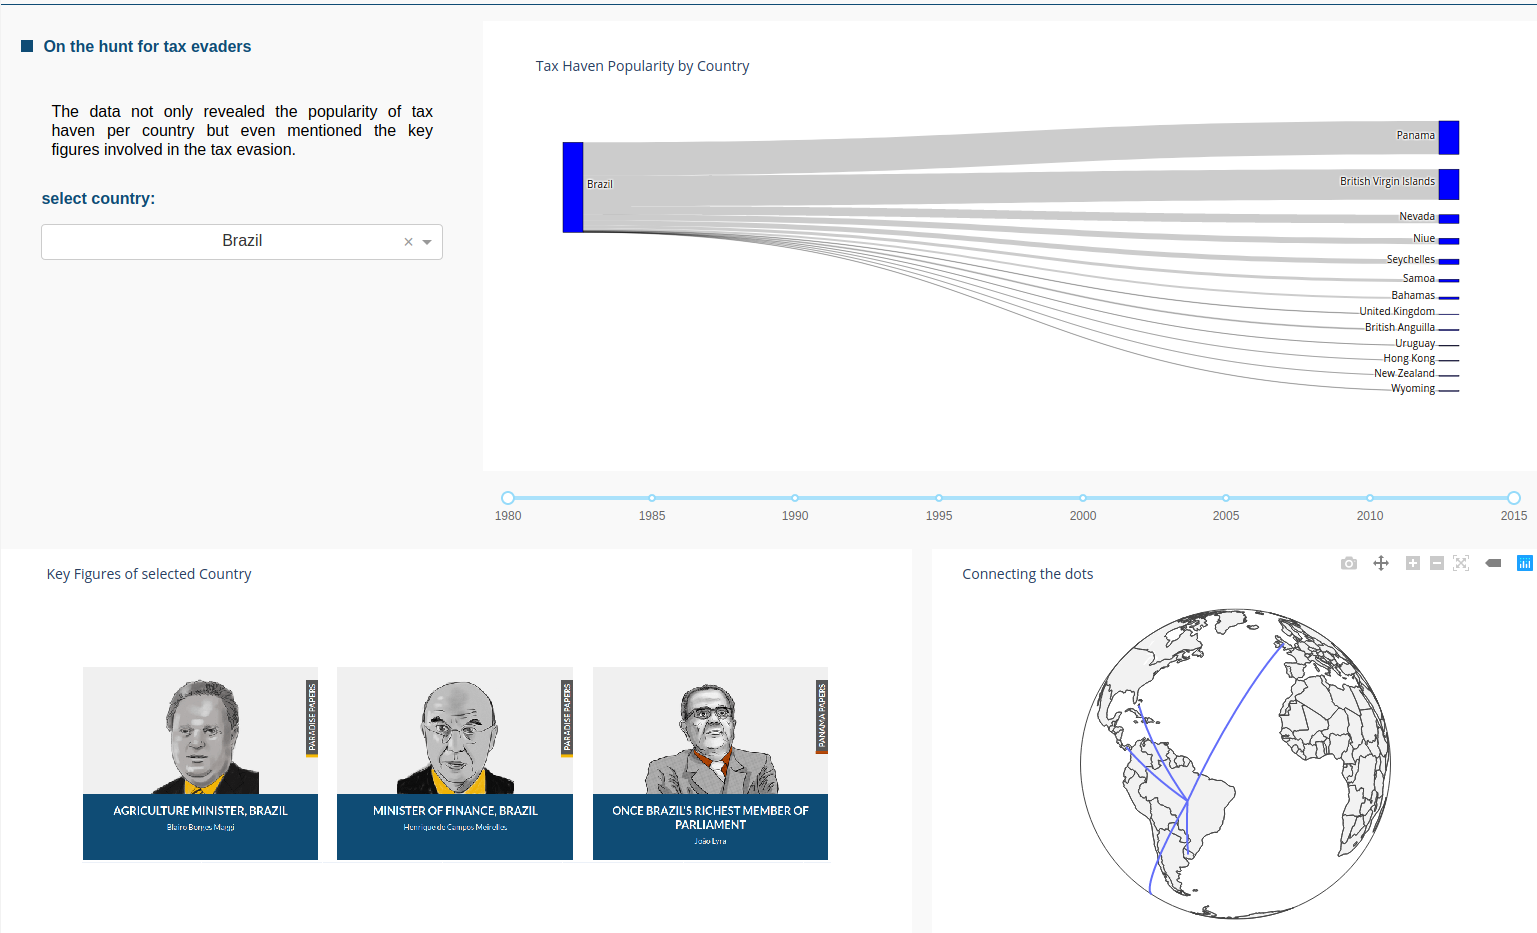 On the hunt for tax evaders
The data not only revealed the popularity of tax
haven per country but even mentioned the key
figures involved in the tax evasion.
select country:
Brazil
Tax Haven Popularity by Country
Brazil
Panama
British Virgin Islands
Nevada
Niue
Seychelles
Samoa
Bahamas
United Kingdom
British Anguilla
Uruguay
Hong Kong
New Zealand
Wyoming
1980 1985 1990 1995 2000 2005 2010 2015
Key Figures of selected Country
PARADISE PAPERS
AGRICULTURE MINISTER, BRAZIL
Blairo Borges Maggi
PARADISE PAPERS
MINISTER OF FINANCE, BRAZIL
Henrique de Campos Meirelles
PANAMA PAPERS
ONCE BRAZIL'S RICHEST MEMBER OF
PARLIAMENT
João Lyra
Connecting the dots